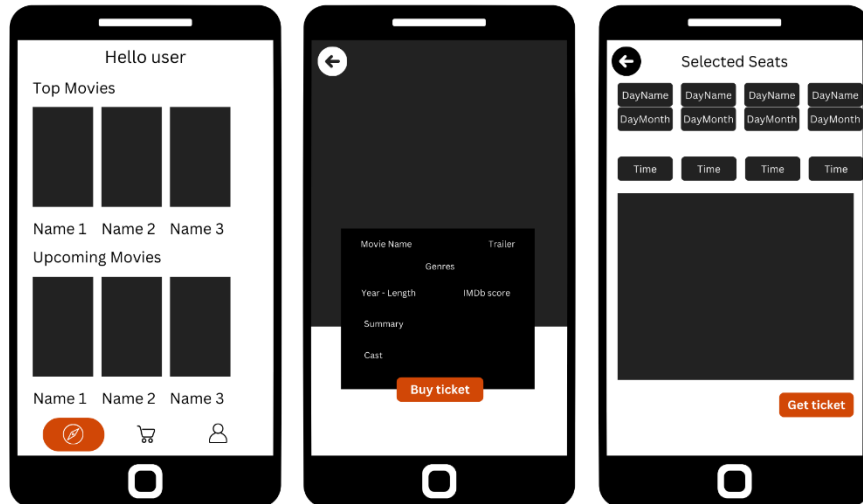 Hello user
Top Movies
Name 1 Name 2 Name 3
Upcoming Movies
Name 1 Name 2 Name 3
Movie Name Trailer
Genres
Year - Length IMDb score
Summary
Cast
Buy ticket
Selected Seats
DayName DayName DayName DayName
DayMonth DayMonth DayMonth DayMonth
Time Time Time Time
Get ticket